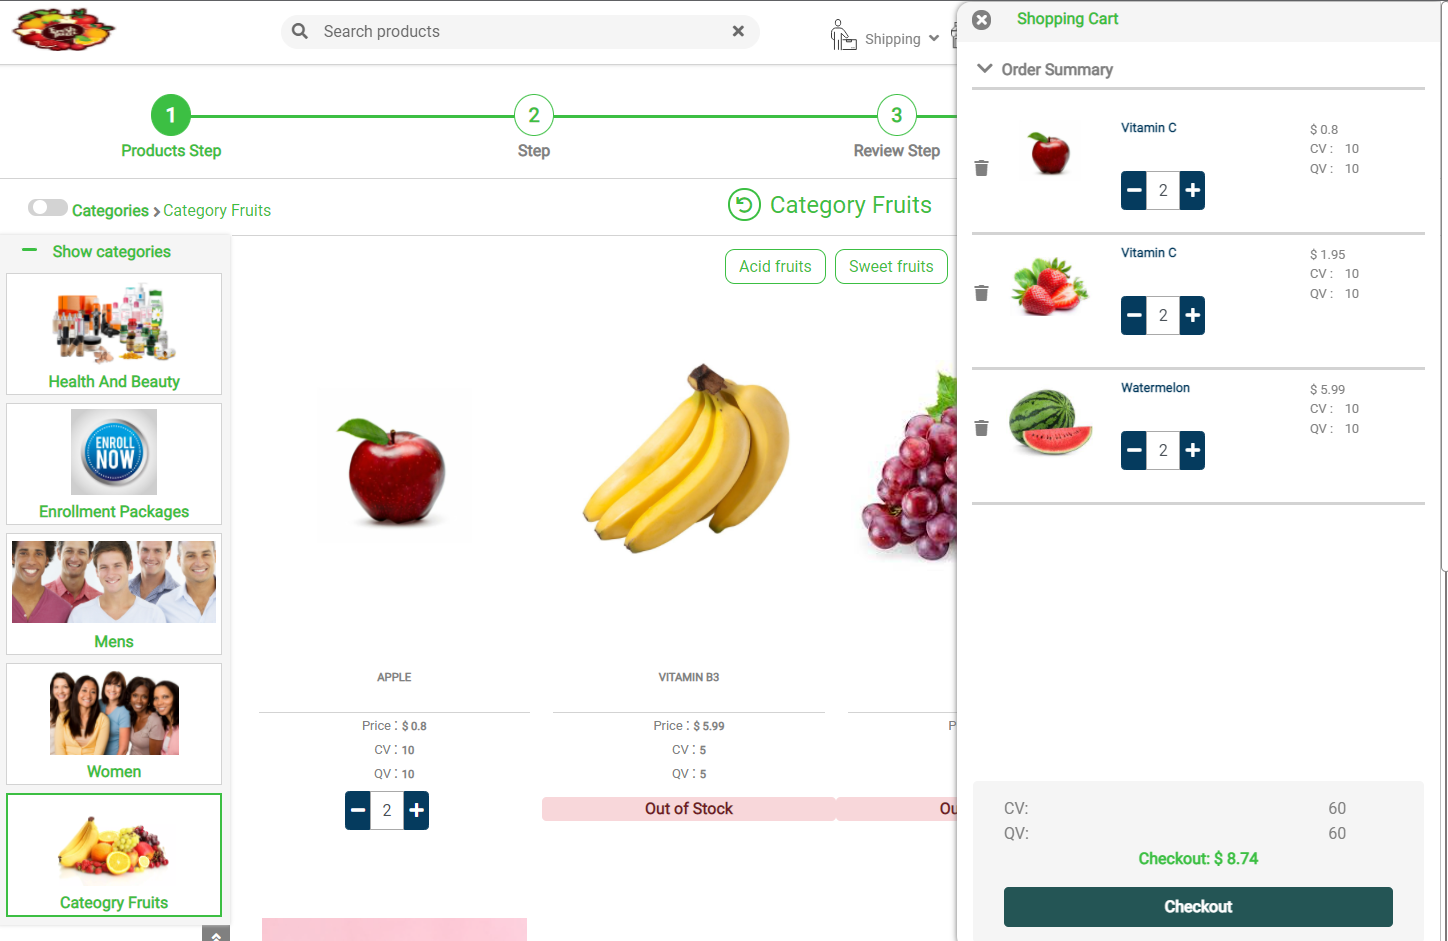 Search products
Shipping
1
2
3
Products Step
Step
Review Step
Categories > Category Fruits
Category Fruits
Show categories
Acid fruits
Sweet fruits
Health And Beauty
ENROLL
NOW
Enrollment Packages
Mens
Women
Cateogry Fruits
APPLE
Price : $ 0.8
CV : 10
QV : 10
2
VITAMIN B3
Price : $ 5.99
CV : 5
QV : 5
Out of Stock
P
Ou
Shopping Cart
Order Summary
Vitamin C
$ 0.8
CV : 10
QV : 10
2
Vitamin C
$ 1.95
CV : 10
QV : 10
2
Watermelon
$ 5.99
CV : 10
QV : 10
2
CV: 60
QV: 60
Checkout: $ 8.74
Checkout